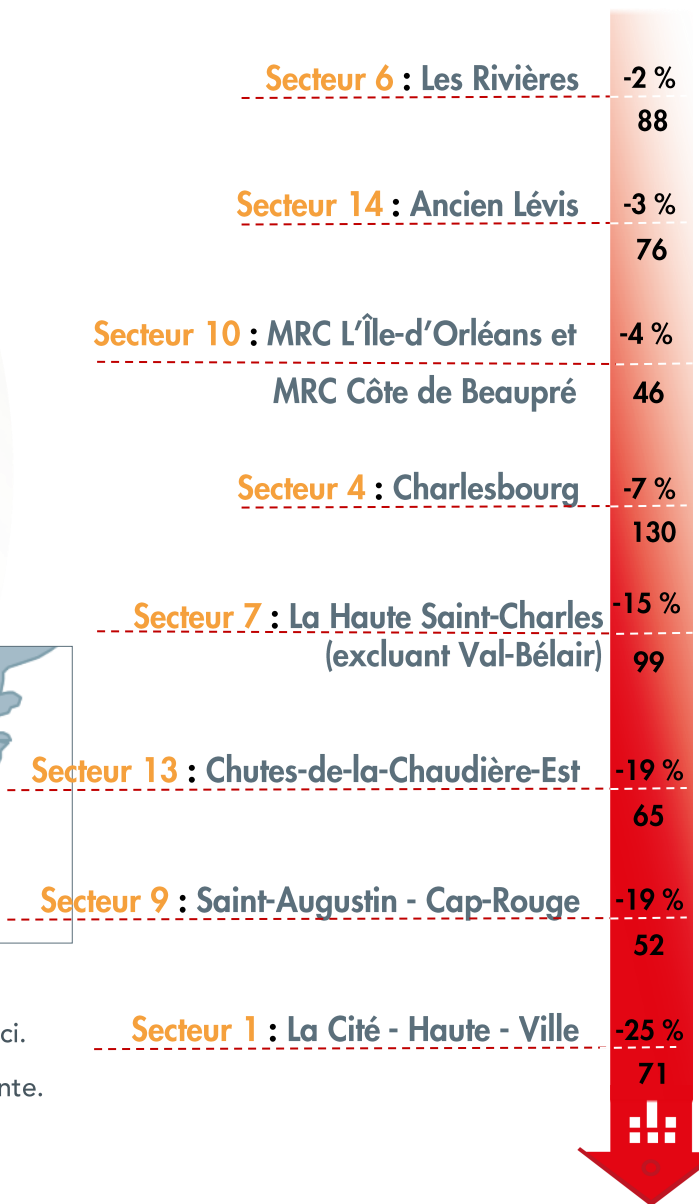 Secteur 6 : Les Rivières -2 %
88
Secteur 14 : Ancien Lévis -3 %
76
Secteur 10 : MRC L’Île-d’Orléans et -4 %
MRC Côte de Beaupré 46
Secteur 4 : Charlesbourg -7 %
130
Secteur 7 : La Haute Saint-Charles -15 %
(excluant Val-Bélair) 99
Secteur 13 : Chutes-de-la-Chaudière-Est -19 %
65
Secteur 9 : Saint-Augustin - Cap-Rouge -19 %
52
Secteur 1 : La Cité - Haute - Ville -25 %
ci.
71
nte.